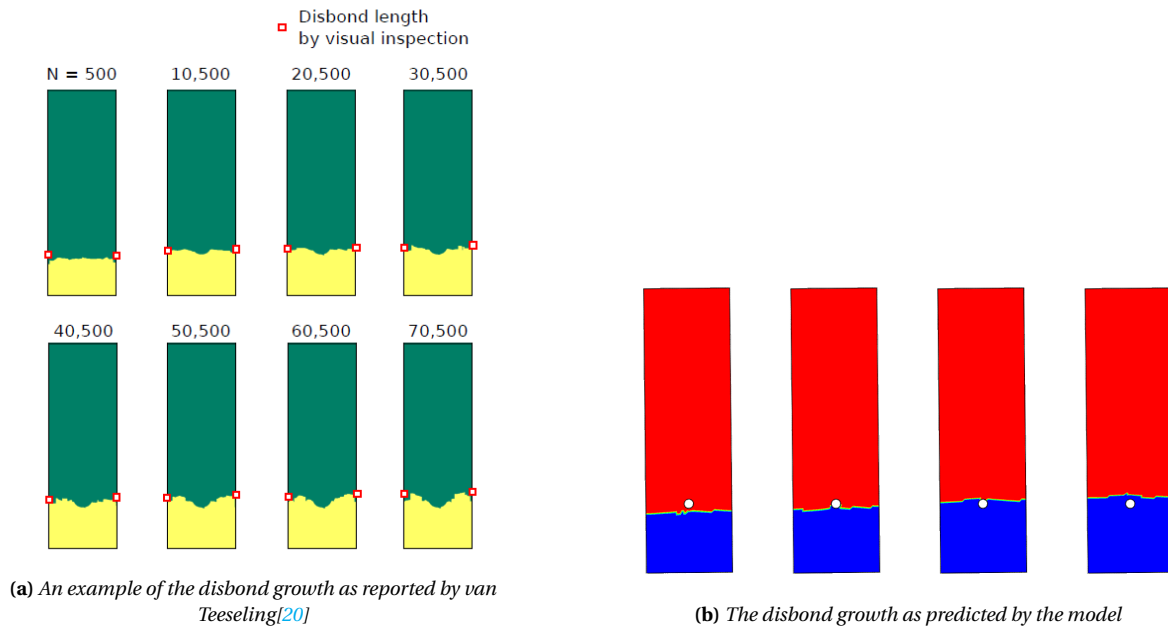 Disbond length
by visual inspection
N = 500 10,500 20,500 30,500
40,500 50,500 60,500 70,500
(a) An example of the disbond growth as reported by van
Teeseling[20]
(b) The disbond growth as predicted by the model